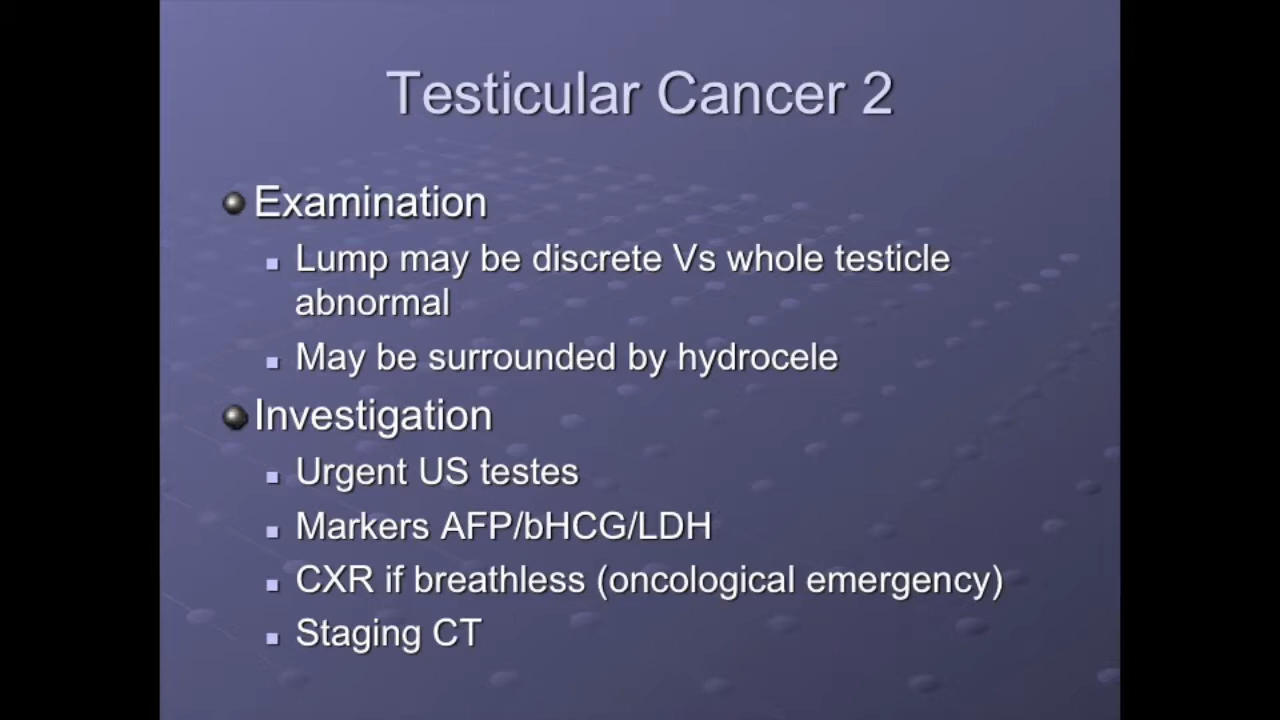 Testicular Cancer 2
Examination
Lump may be discrete Vs whole testicle
abnormal
May be surrounded by hydrocele
Investigation
Urgent US testes
Markers AFP/bHCG/LDH
CXR if breathless (oncological emergency)
Staging CT